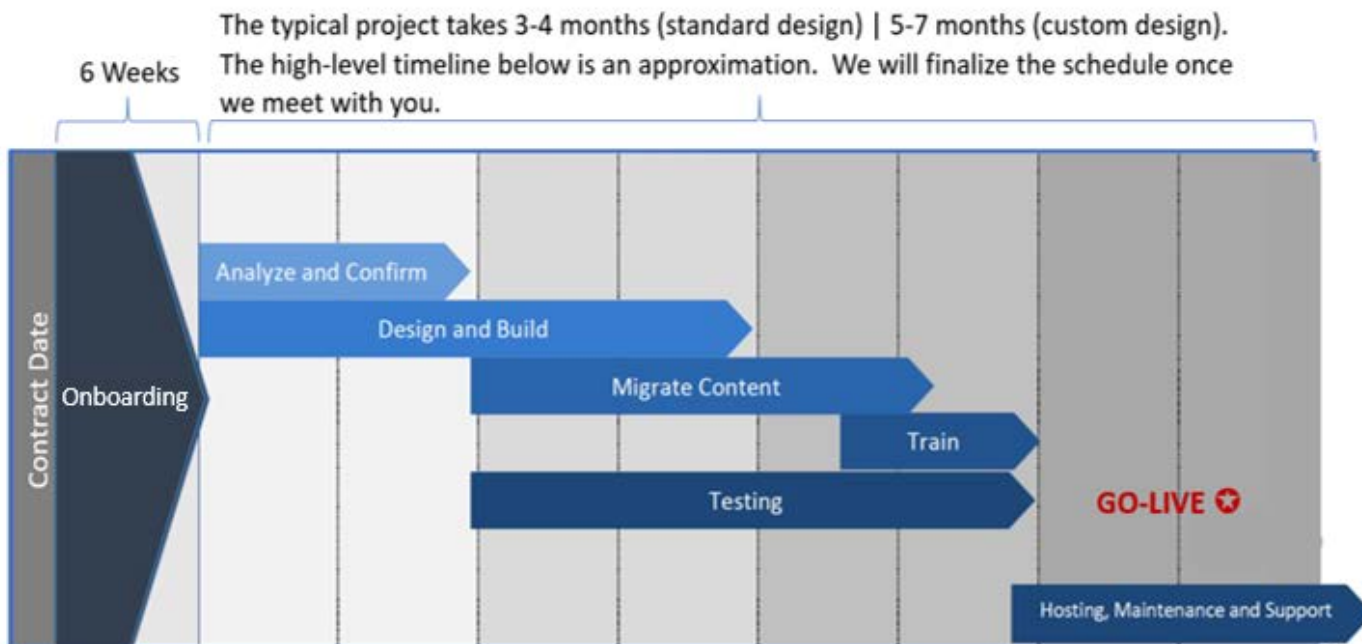 The typical project takes 3-4 months (standard design) | 5-7 months (custom design).
6 Weeks
The high-level timeline below is an approximation.  We will finalize the schedule once
we meet with you.
Contract Date
Onboarding
Analyze and Confirm
Design and Build
Migrate Content
Train
Testing
GO-LIVE ✪
Hosting, Maintenance and Support